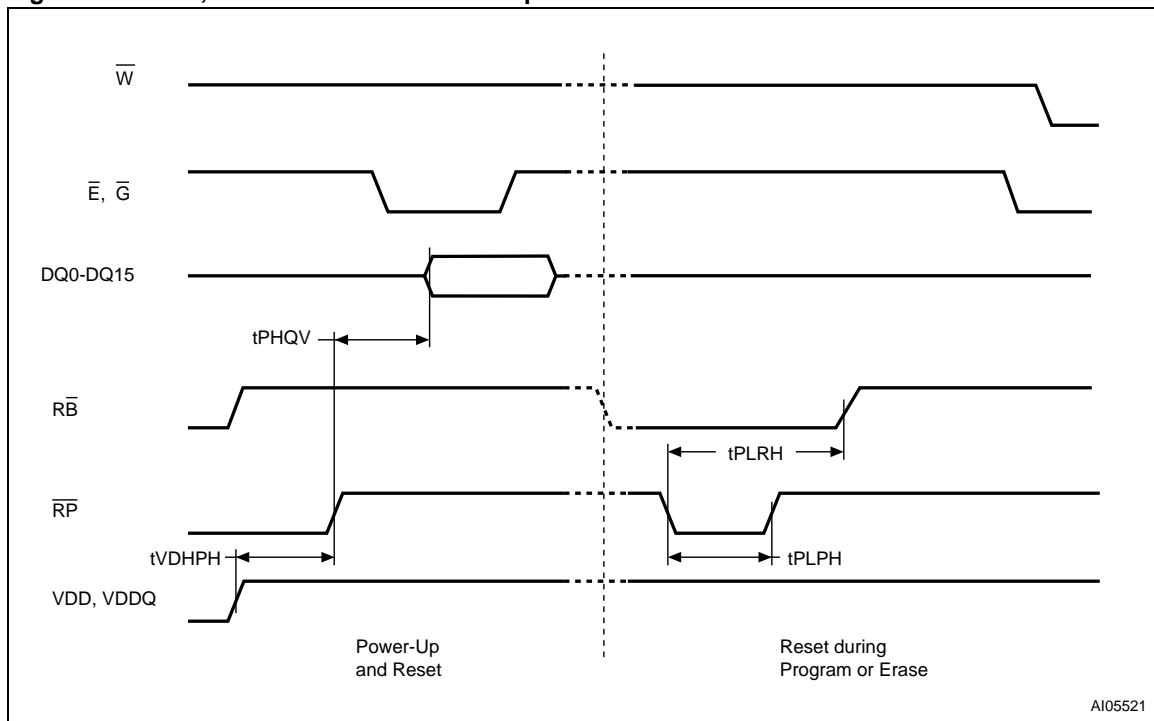 W̅
E̅, G̅
DQ0-DQ15
tPHQV
RB̅
tPLRH
R̅P̅
tVDHPH
tPLPH
VDD, VDDQ
Power-Up
and Reset
Reset during
Program or Erase
AI05521